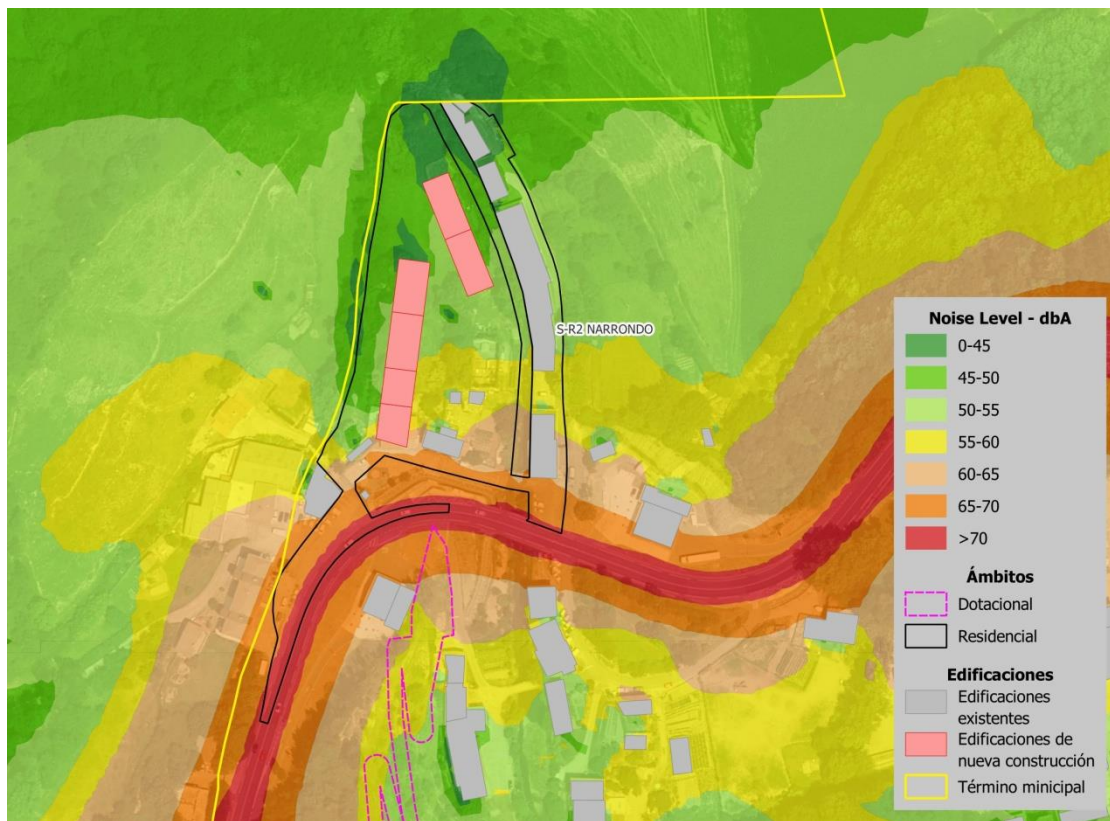 S-R2 NARRONDO
Noise Level - dbA
0-45
45-50
50-55
55-60
60-65
65-70
>70
Ámbitos
Dotacional
Residencial
Edificaciones
Edificaciones
existentes
Edificaciones de
nueva construcción
Término minicipal